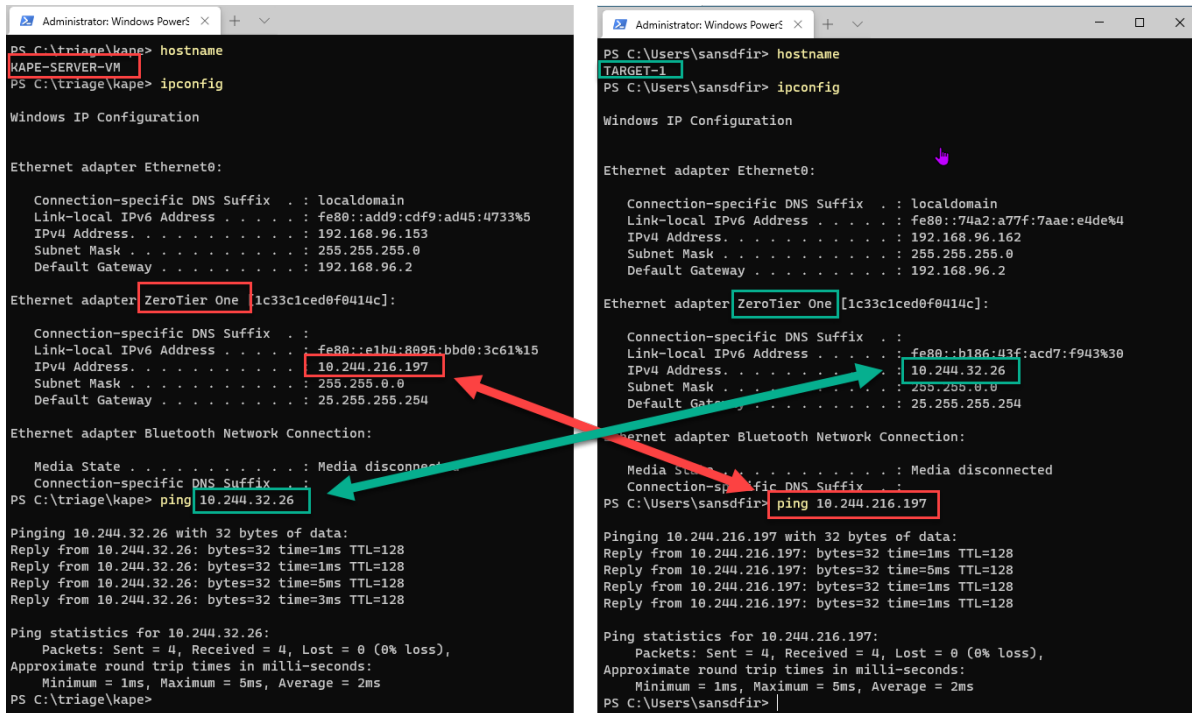 Administrator: Windows PowerS
PS C:\triage\kape> hostname
KAPE-SERVER-VM
PS C:\triage\kape> ipconfig
Windows IP Configuration
Ethernet adapter Ethernet0:
Connection-specific DNS Suffix  . : localdomain
Link-local IPv6 Address . . . . . : fe80::add9:cdf9:ad45:4733%5
IPv4 Address. . . . . . . . . . . : 192.168.96.153
Subnet Mask . . . . . . . . . . . : 255.255.255.0
Default Gateway . . . . . . . . . : 192.168.96.2
Ethernet adapter ZeroTier One [1c33c1ced0f0414c]:
Connection-specific DNS Suffix  . :
Link-local IPv6 Address . . . . . : fe80::e1b4:8095:bbd0:3c61%15
IPv4 Address. . . . . . . . . . . : 10.244.216.197
Subnet Mask . . . . . . . . . . . : 255.255.0.0
Default Gateway . . . . . . . . . : 25.255.255.254
Ethernet adapter Bluetooth Network Connection:
Media State . . . . . . . . . . . : Media disconnected
Connection-specific DNS Suffix  . :
PS C:\triage\kape> ping 10.244.32.26
Pinging 10.244.32.26 with 32 bytes of data:
Reply from 10.244.32.26: bytes=32 time=1ms TTL=128
Reply from 10.244.32.26: bytes=32 time=1ms TTL=128
Reply from 10.244.32.26: bytes=32 time=5ms TTL=128
Reply from 10.244.32.26: bytes=32 time=3ms TTL=128
Ping statistics for 10.244.32.26:
Packets: Sent = 4, Received = 4, Lost = 0 (0% loss),
Approximate round trip times in milli-seconds:
Minimum = 1ms, Maximum = 5ms, Average = 2ms
PS C:\triage\kape>
Administrator: Windows PowerS
PS C:\Users\sansdfir> hostname
TARGET-1
PS C:\Users\sansdfir> ipconfig
Windows IP Configuration
Ethernet adapter Ethernet0:
Connection-specific DNS Suffix  . : localdomain
Link-local IPv6 Address . . . . . : fe80::74a2:a77f:7aae:e4de%4
IPv4 Address. . . . . . . . . . . : 192.168.96.162
Subnet Mask . . . . . . . . . . . : 255.255.255.0
Default Gateway . . . . . . . . . : 192.168.96.2
Ethernet adapter ZeroTier One [1c33c1ced0f0414c]:
Connection-specific DNS Suffix  . :
Link-local IPv6 Address . . . . . : fe80::b186:43f:acd7:f943%30
IPv4 Address. . . . . . . . . . . : 10.244.32.26
Subnet Mask . . . . . . . . . . . : 255.255.0.0
Default Gateway . . . . . . . . . : 25.255.255.254
Ethernet adapter Bluetooth Network Connection:
Media State . . . . . . . . . . . : Media disconnected
Connection-specific DNS Suffix  . :
PS C:\Users\sansdfir> ping 10.244.216.197
Pinging 10.244.216.197 with 32 bytes of data:
Reply from 10.244.216.197: bytes=32 time=1ms TTL=128
Reply from 10.244.216.197: bytes=32 time=5ms TTL=128
Reply from 10.244.216.197: bytes=32 time=1ms TTL=128
Reply from 10.244.216.197: bytes=32 time=1ms TTL=128
Ping statistics for 10.244.216.197:
Packets: Sent = 4, Received = 4, Lost = 0 (0% loss),
Approximate round trip times in milli-seconds:
Minimum = 1ms, Maximum = 5ms, Average = 2ms
PS C:\Users\sansdfir>